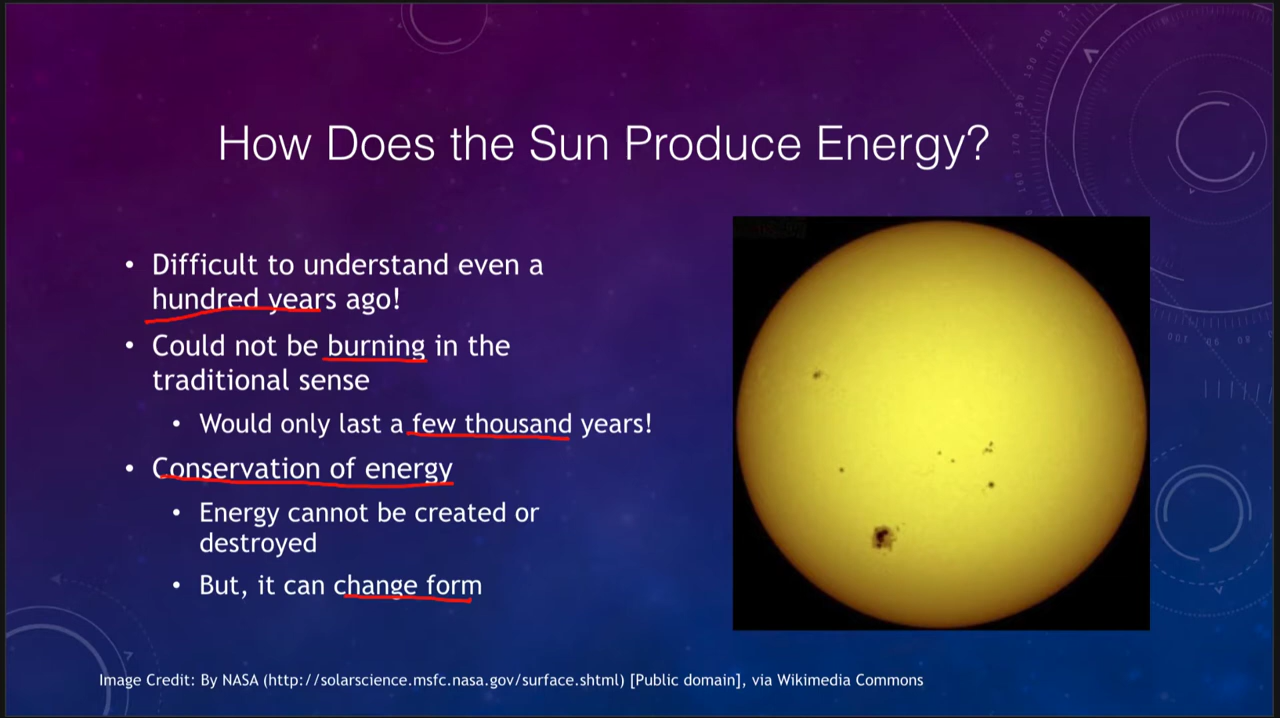 How Does the Sun Produce Energy?
• Difficult to understand even a
hundred years ago!
• Could not be burning in the
traditional sense
• Would only last a few thousand years!
• Conservation of energy
• Energy cannot be created or
destroyed
• But, it can change form
Image Credit: By NASA (http://solarscience.msfc.nasa.gov/surface.shtml) [Public domain], via Wikimedia Commons